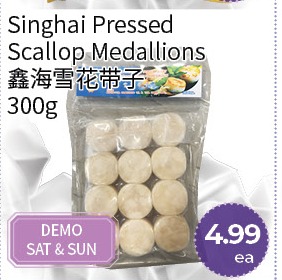 Singhai Pressed
Scallop Medallions
鑫海雪花带子
300g
DEMO
SAT & SUN
4.99
ea